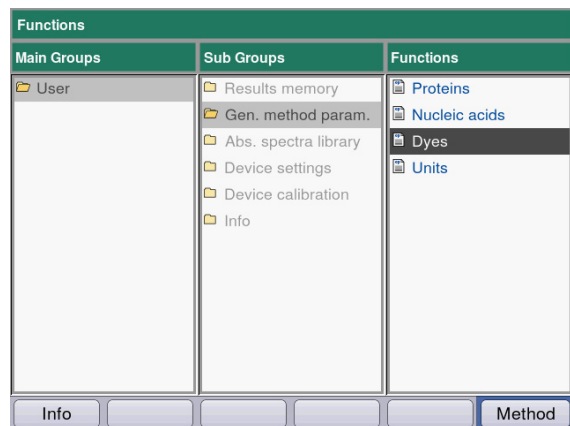 Functions
Main Groups
Sub Groups
Functions
User
Results memory
Gen. method param.
Abs. spectra library
Device settings
Device calibration
Info
Proteins
Nucleic acids
Dyes
Units
Info
Method